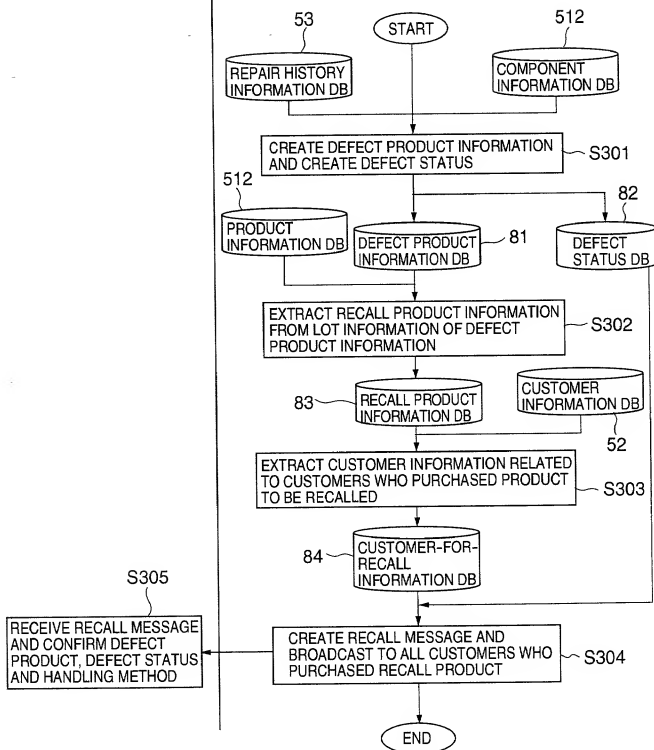 53
START
512
REPAIR HISTORY
INFORMATION DB
COMPONENT
INFORMATION DB
CREATE DEFECT PRODUCT INFORMATION
AND CREATE DEFECT STATUS
S301
512
82
PRODUCT
INFORMATION DB
DEFECT PRODUCT
INFORMATION DB
81
DEFECT
STATUS DB
EXTRACT RECALL PRODUCT INFORMATION
FROM LOT INFORMATION OF DEFECT
PRODUCT INFORMATION
S302
83
RECALL PRODUCT
INFORMATION DB
CUSTOMER
INFORMATION DB
52
EXTRACT CUSTOMER INFORMATION RELATED
TO CUSTOMERS WHO PURCHASED PRODUCT
TO BE RECALLED
S303
84
CUSTOMER-FOR-
RECALL
INFORMATION DB
S305
RECEIVE RECALL MESSAGE
AND CONFIRM DEFECT
PRODUCT, DEFECT STATUS
AND HANDLING METHOD
CREATE RECALL MESSAGE AND
BROADCAST TO ALL CUSTOMERS WHO
PURCHASED RECALL PRODUCT
S304
END